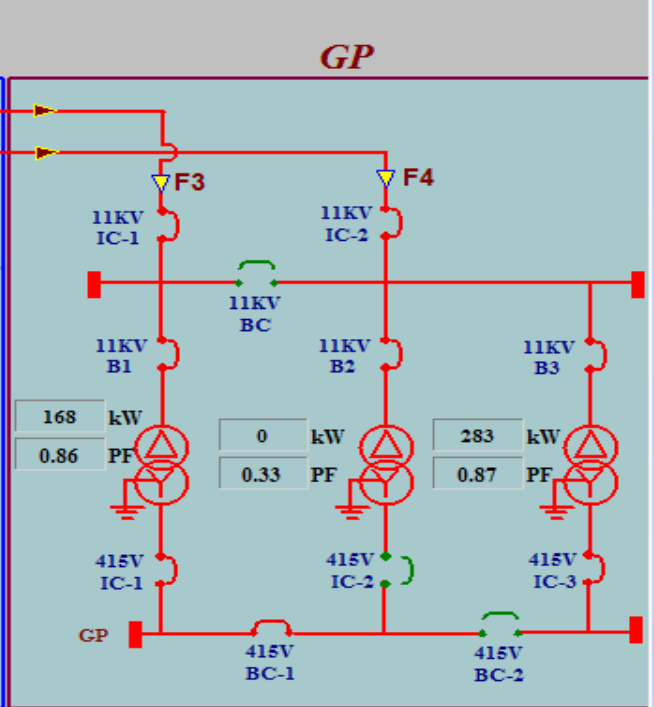 GP
F3
F4
11KV
IC-1
11KV
IC-2
11KV
BC
11KV
B1
11KV
B2
11KV
B3
168 kW
0.86 PF
0 kW
0.33 PF
283 kW
0.87 PF
415V
IC-1
415V
IC-2
415V
IC-3
GP
415V
BC-1
415V
BC-2